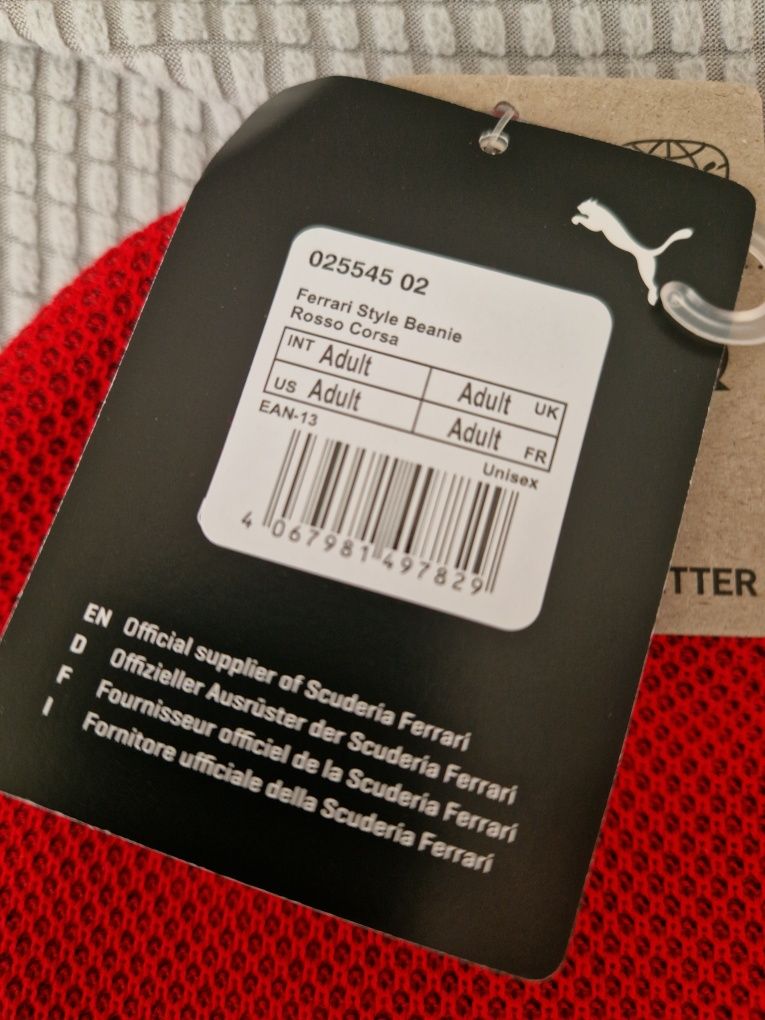 025545 02
Ferrari Style Beanie
Rosso Corsa
INT Adult Adult UK
US Adult Adult FR
EAN-13 Unisex
4 067981 497829
EN Official supplier of Scuderia Ferrari
D Offizieller Ausrüster der Scuderia Ferrari
F Fournisseur officiel de la Scuderia Ferrari
I Fornitore ufficiale della Scuderia Ferrari